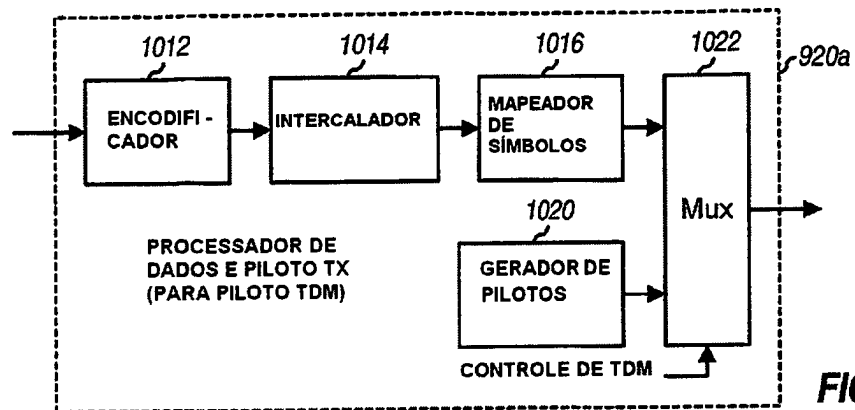 1012
1014
1016
1022
920a
ENCODIFI -
CADOR
INTERCALADOR
MAPEADOR
DE
SÍMBOLOS
Mux
PROCESSADOR DE
DADOS E PILOTO TX
(PARA PILOTO TDM)
1020
GERADOR DE
PILOTOS
CONTROLE DE TDM